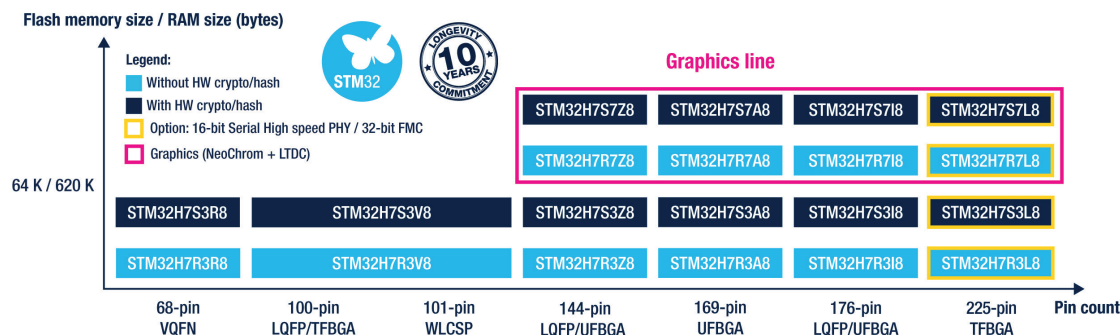 Flash memory size / RAM size (bytes)
Legend:
Without HW crypto/hash
With HW crypto/hash
Option: 16-bit Serial High speed PHY / 32-bit FMC
Graphics (NeoChrom + LTDC)
STM32
LONGEVITY
10
YEARS
COMMITMENT
Graphics line
STM32H7S7Z8 STM32H7S7A8 STM32H7S7I8 STM32H7S7L8
STM32H7R7Z8 STM32H7R7A8 STM32H7R7I8 STM32H7R7L8
64 K / 620 K
STM32H7S3R8 STM32H7S3V8 STM32H7S3Z8 STM32H7S3A8 STM32H7S3I8 STM32H7S3L8
STM32H7R3R8 STM32H7R3V8 STM32H7R3Z8 STM32H7R3A8 STM32H7R3I8 STM32H7R3L8
68-pin 100-pin 101-pin 144-pin 169-pin 176-pin 225-pin Pin count
VQFN LQFP/TFBGA WLCSP LQFP/UFBGA UFBGA LQFP/UFBGA TFBGA